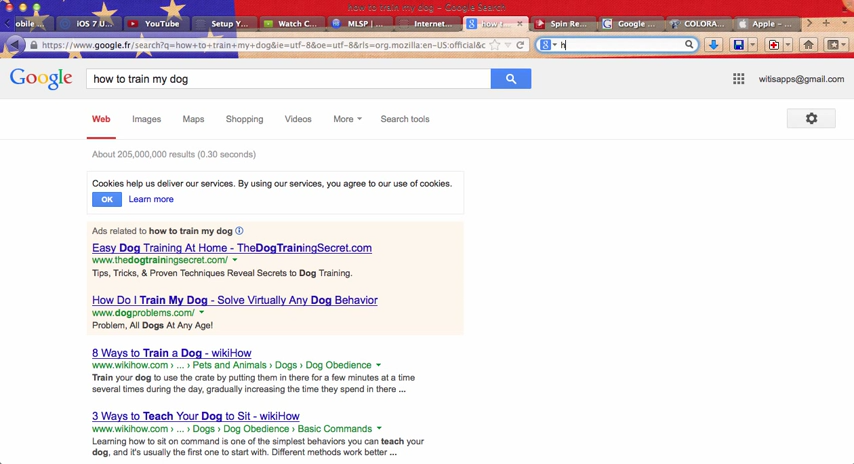 how to train my dog - Google Search
obile ...
iOS 7 U...
YouTube
Setup Y...
Watch C...
MLSP |...
Internet...
how t...
Spin Re...
Google ...
COLORA...
Apple - ...
https://www.google.fr/search?q=how+to+train+my+dog&ie=utf-8&oe=utf-8&rls=org.mozilla:en-US:official&c
h
Google
how to train my dog
witisapps@gmail.com
Web Images Maps Shopping Videos More Search tools
About 205,000,000 results (0.30 seconds)
Cookies help us deliver our services. By using our services, you agree to our use of cookies.
OK Learn more
Ads related to how to train my dog
Easy Dog Training At Home - TheDogTrainingSecret.com
www.thedogtrainingsecret.com/
Tips, Tricks, & Proven Techniques Reveal Secrets to Dog Training.
How Do I Train My Dog - Solve Virtually Any Dog Behavior
www.dogproblems.com/
Problem, All Dogs At Any Age!
8 Ways to Train a Dog - wikiHow
www.wikihow.com › ... › Pets and Animals › Dogs › Dog Obedience
Train your dog to use the crate by putting them in there for a few minutes at a time
several times during the day, gradually increasing the time they spend in there ...
3 Ways to Teach Your Dog to Sit - wikiHow
www.wikihow.com › ... › Dogs › Dog Obedience › Basic Commands
Learning how to sit on command is one of the simplest behaviors you can teach your
dog, and it's usually the first one to start with. Different methods work better ...